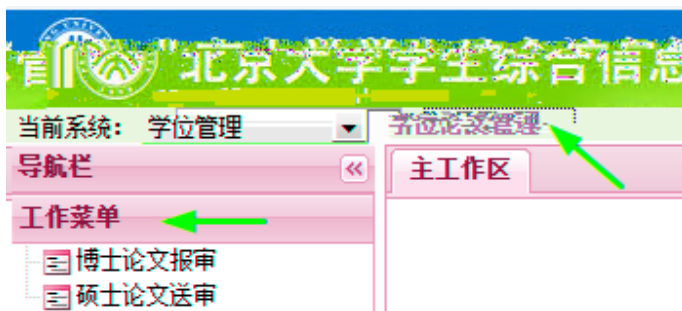 北京大学学生综合信息
当前系统： 学位管理 学位论文管理
导航栏 主工作区
工作菜单
博士论文报审
硕士论文送审